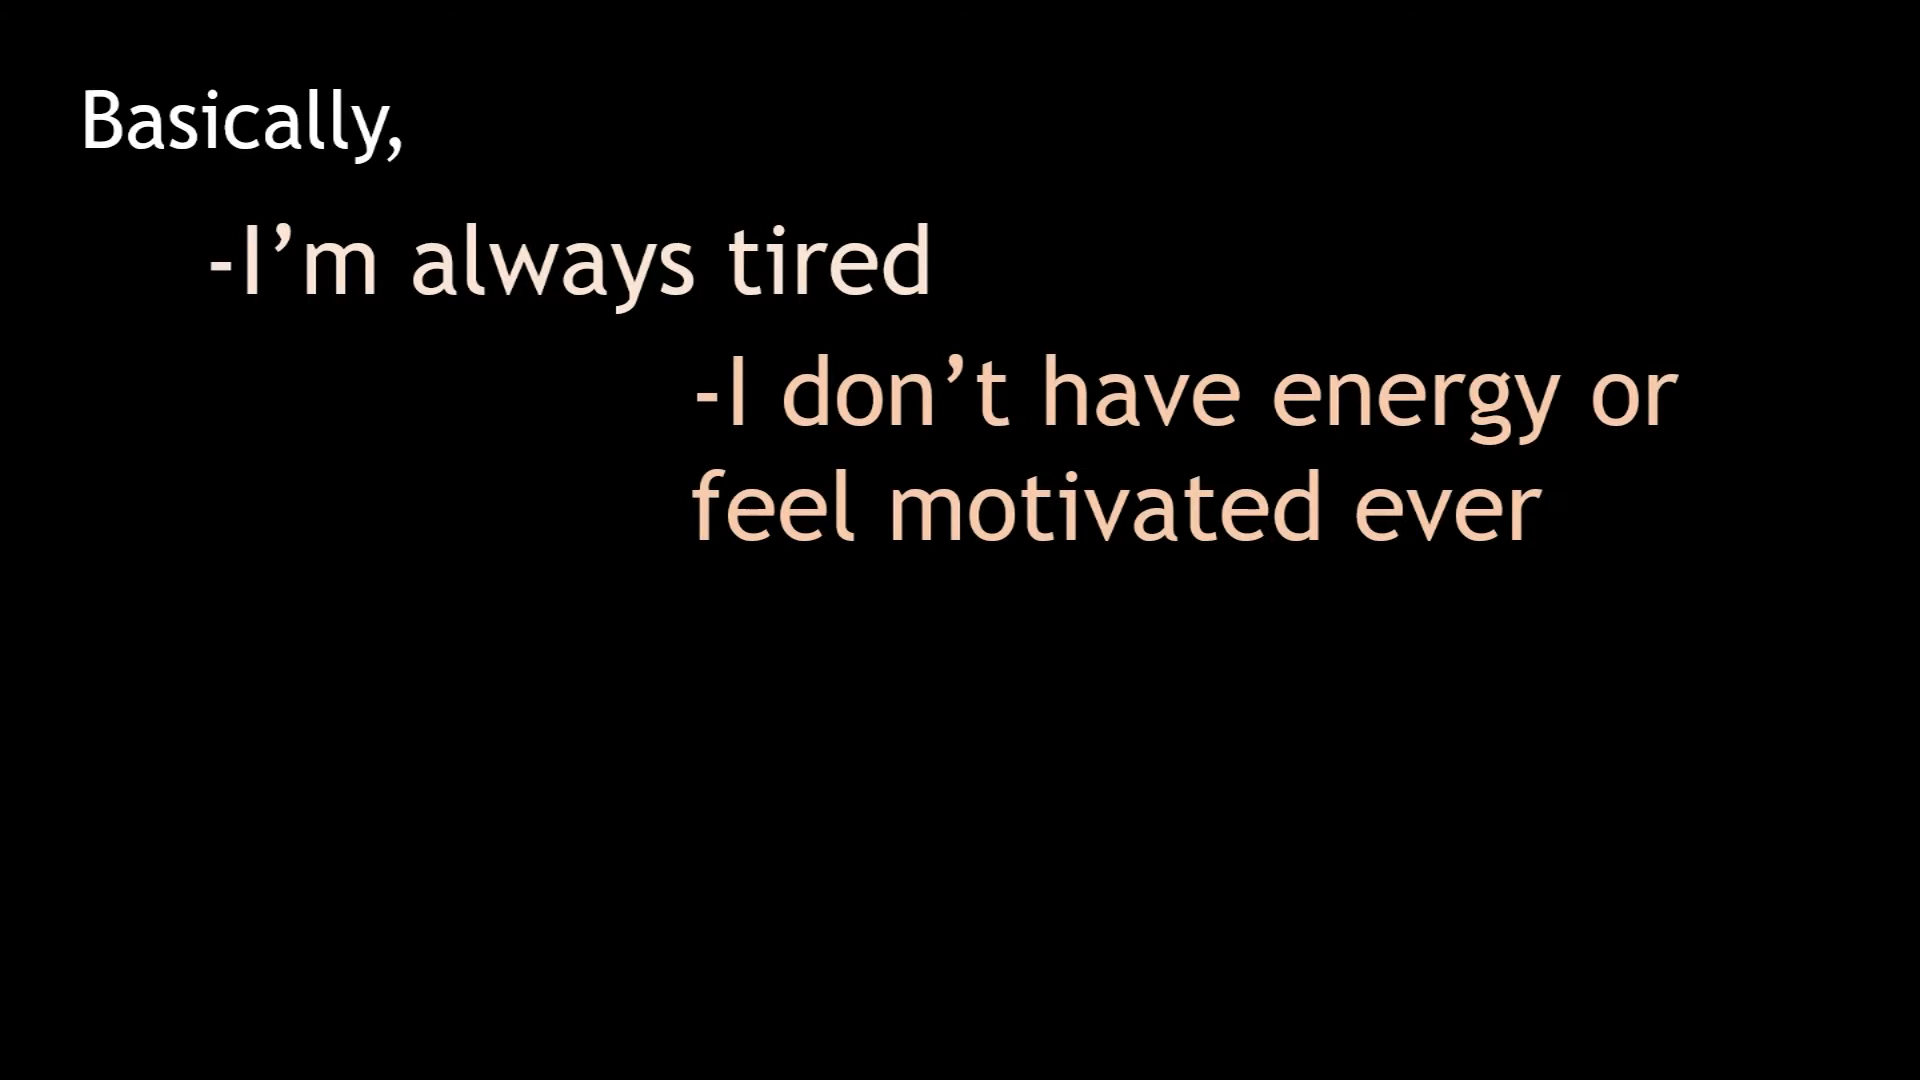 Basically,
-I’m always tired
-I don’t have energy or
feel motivated ever